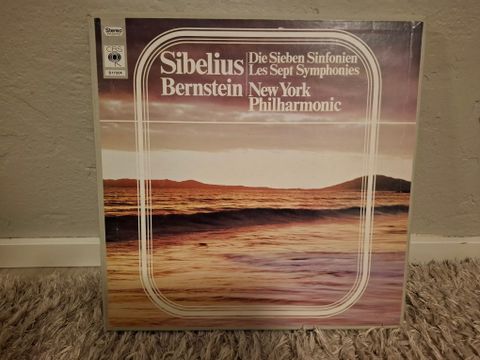 Stereo
CBS
Sibelius
Bernstein
Die Sieben Sinfonien
Les Sept Symphonies
New York
Philharmonic